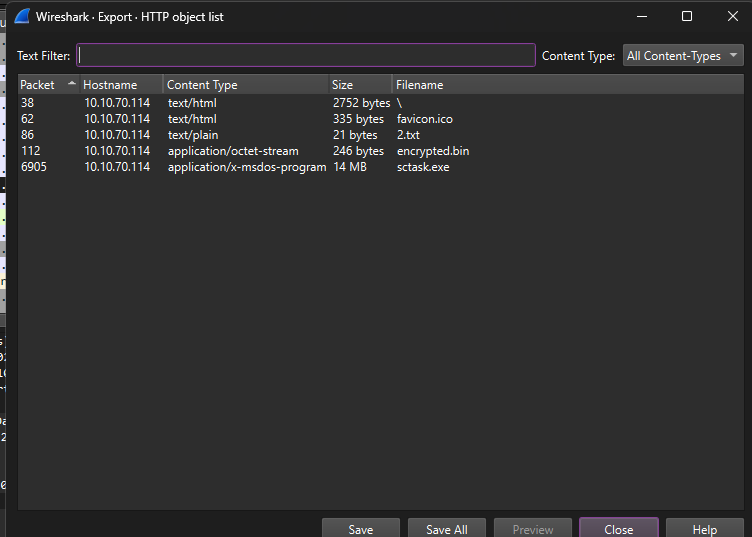 Wireshark · Export · HTTP object list
Text Filter: Content Type: All Content-Types
Packet Hostname Content Type Size Filename
38 10.10.70.114 text/html 2752 bytes \
62 10.10.70.114 text/html 335 bytes favicon.ico
86 10.10.70.114 text/plain 21 bytes 2.txt
112 10.10.70.114 application/octet-stream 246 bytes encrypted.bin
6905 10.10.70.114 application/x-msdos-program 14 MB sctask.exe
Save Save All Preview Close Help